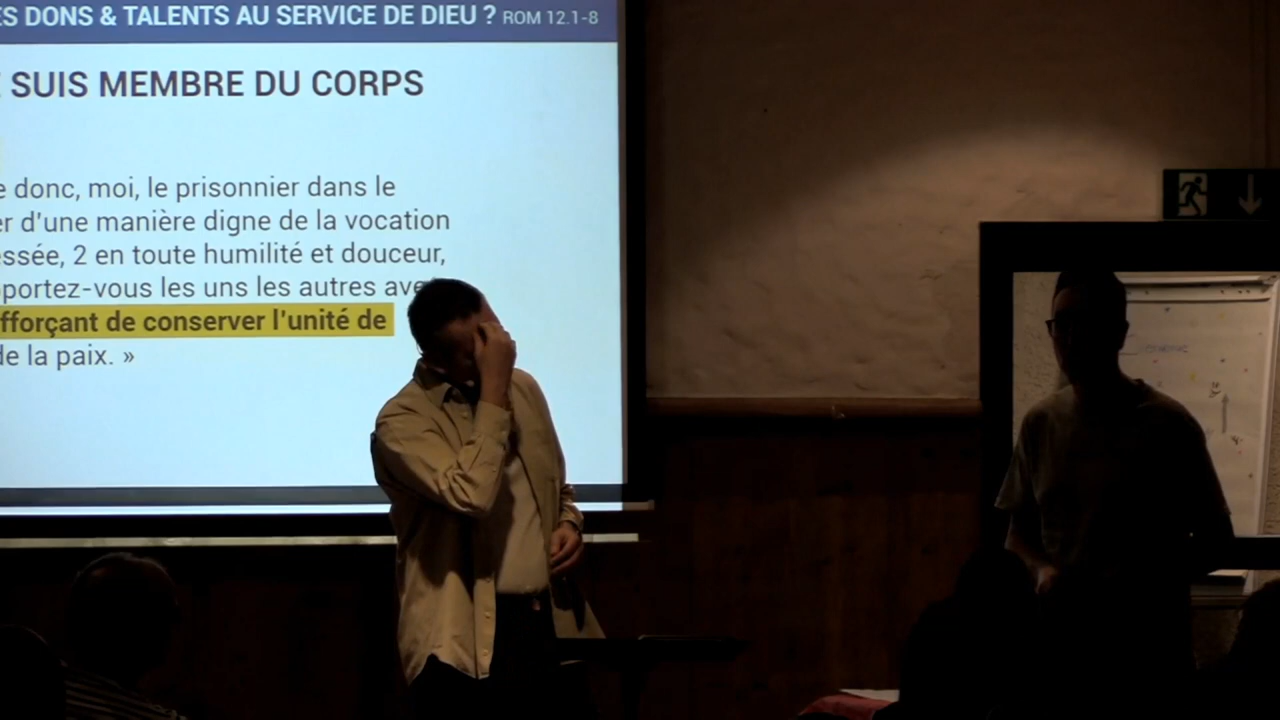 ES DONS & TALENTS AU SERVICE DE DIEU ? ROM 12.1-8
SUIS MEMBRE DU CORPS
e donc, moi, le prisonnier dans le
er d'une manière digne de la vocation
essée, 2 en toute humilité et douceur,
pportez-vous les uns les autres ave
fforçant de conserver l'unité de
de la paix. »